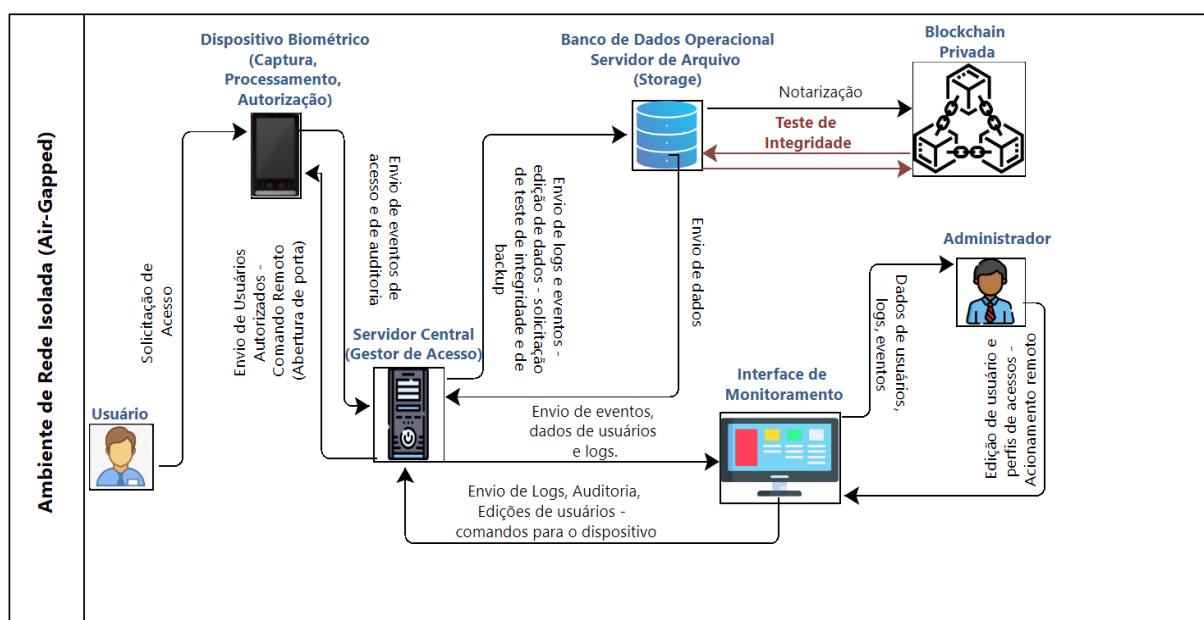 Ambiente de Rede Isolada (Air-Gapped)
Dispositivo Biométrico
(Captura,
Processamento,
Autorização)
Banco de Dados Operacional
Servidor de Arquivo
(Storage)
Blockchain
Privada
Notarização
Teste de
Integridade
Solicitação de
Acesso
Envio de Usuários
Autorizados -
Comando Remoto
(Abertura de porta)
Envio de eventos de
acesso e de auditoria
Envio de logs e eventos -
edição de dados - solicitação
de teste de integridade e de
backup
Envio de dados
Administrador
Dados de usuários,
logs, eventos
Edição de usuário e
perfis de acessos -
Acionamento remoto
Servidor Central
(Gestor de Acesso)
Interface de
Monitoramento
Usuário
Envio de eventos,
dados de usuários
e logs.
Envio de Logs, Auditoria,
Edições de usuários -
comandos para o dispositivo